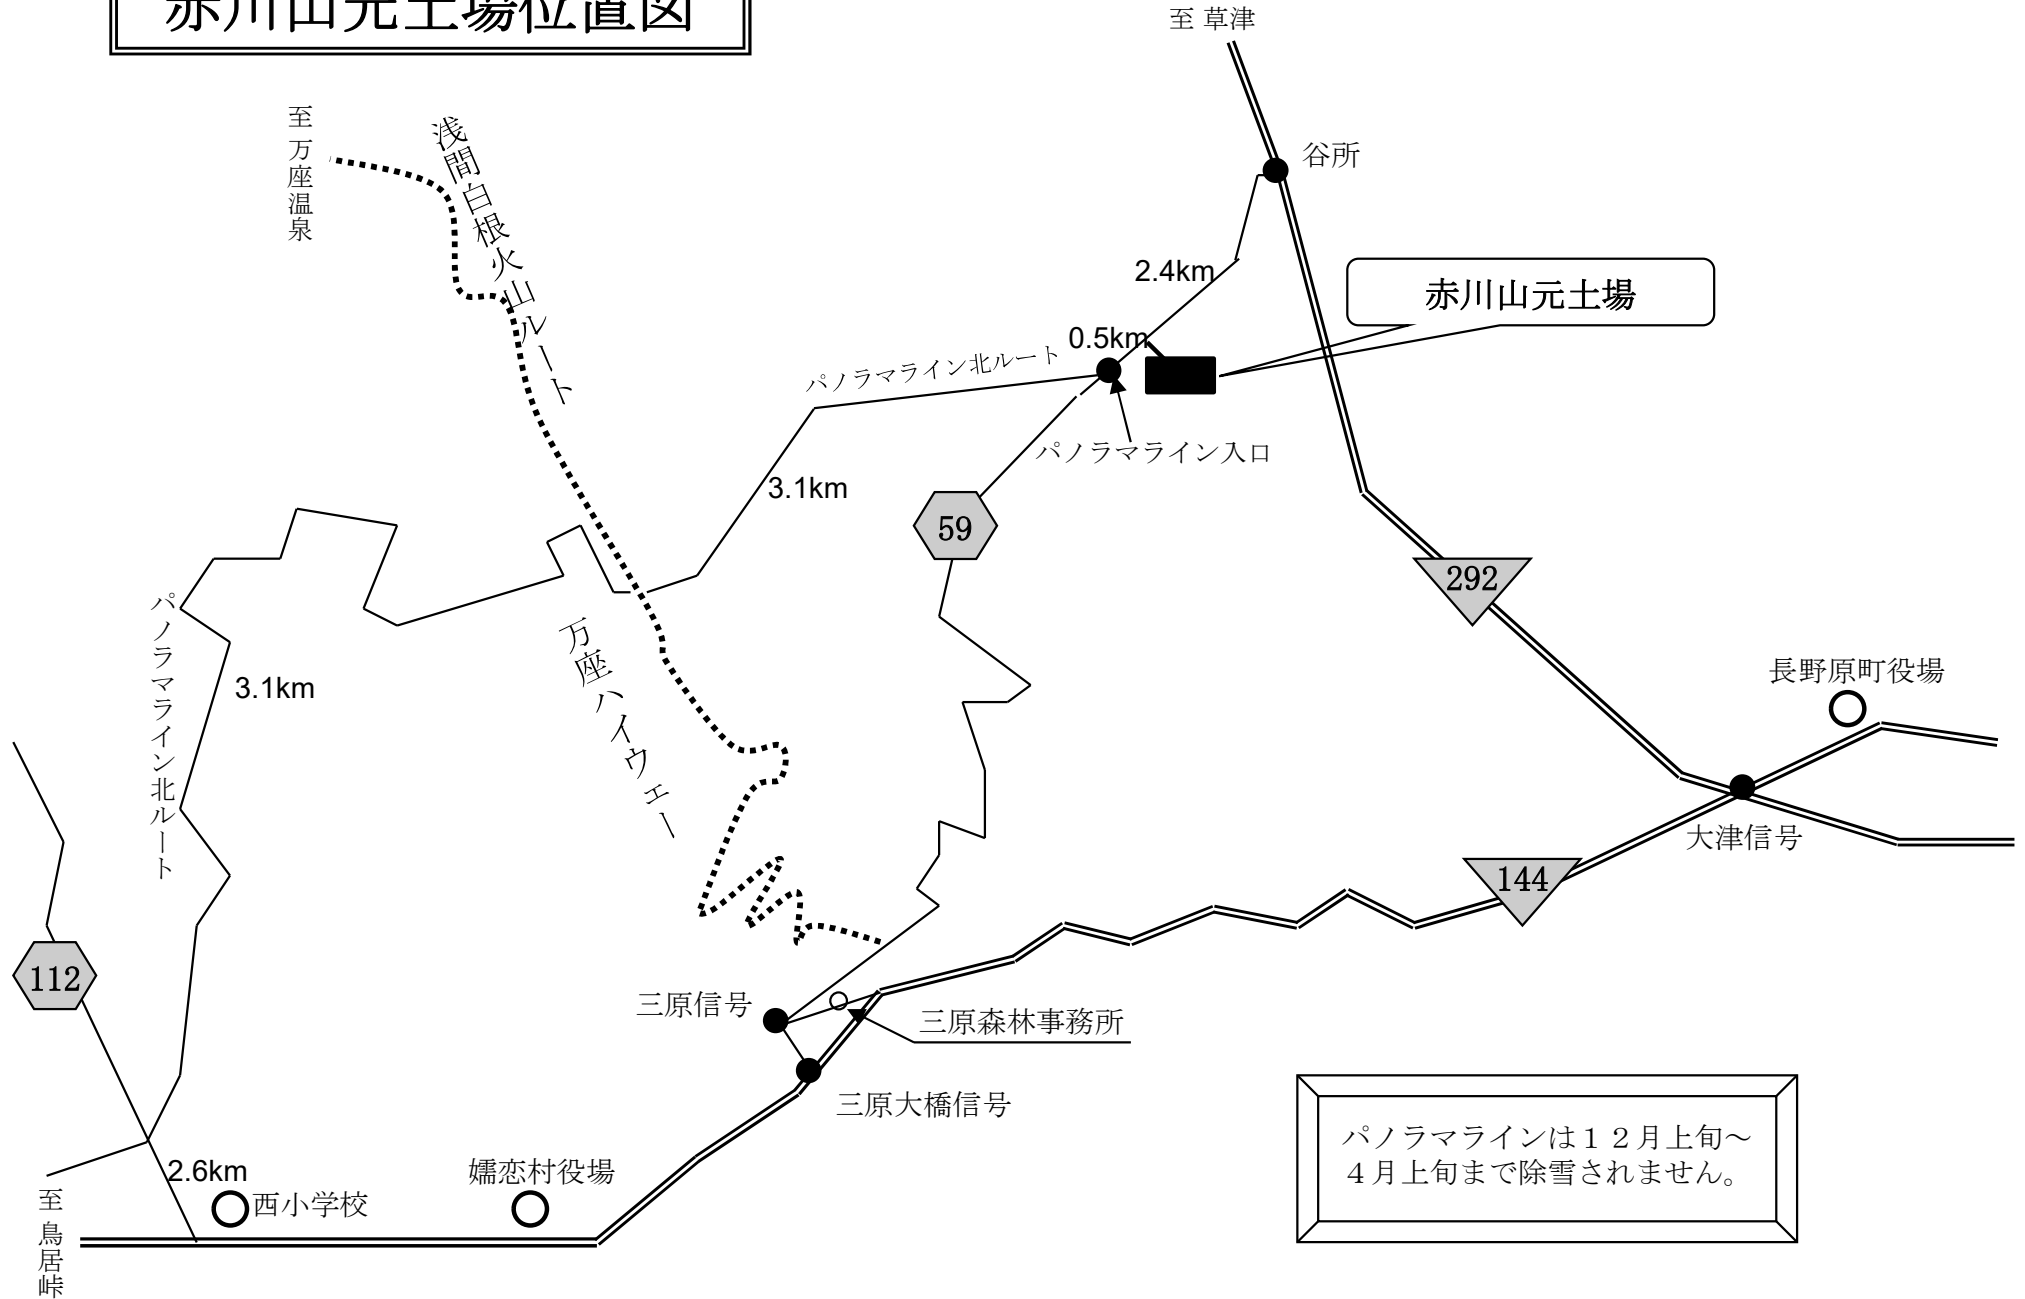 赤川山元土場位置図
至 草津
至 万座温泉
浅間白根火山ルート
谷所
2.4km
赤川山元土場
0.5km
パノラマライン北ルート
パノラマライン入口
3.1km
59
292
パノラマライン北ルート
万座ハイウェー
3.1km
長野原町役場
大津信号
144
112
三原信号
三原森林事務所
三原大橋信号
パノラマラインは１２月上旬～
４月上旬まで除雪されません。
2.6km
嬬恋村役場
西小学校
至 鳥居峠